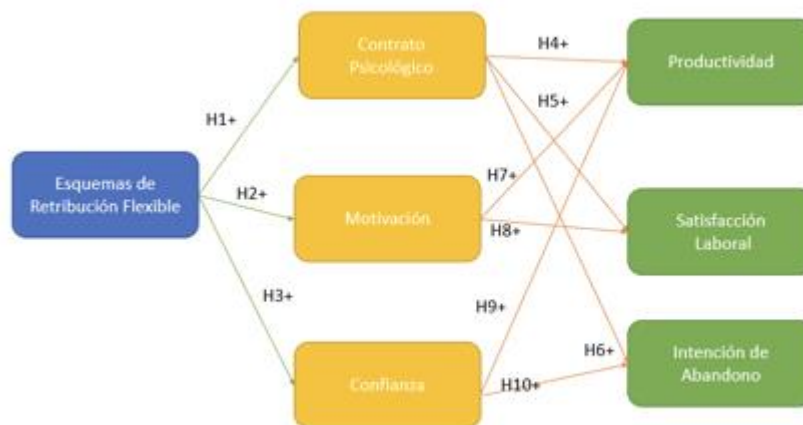 Contrato
Psicológico
H4+
Productividad
H5+
H1+
Esquemas de
Retribución Flexible
H2+
H7+
Motivación
H8+
Satisfacción
Laboral
H3+
H9+
H6+
Intención de
Abandono
Confianza
H10+